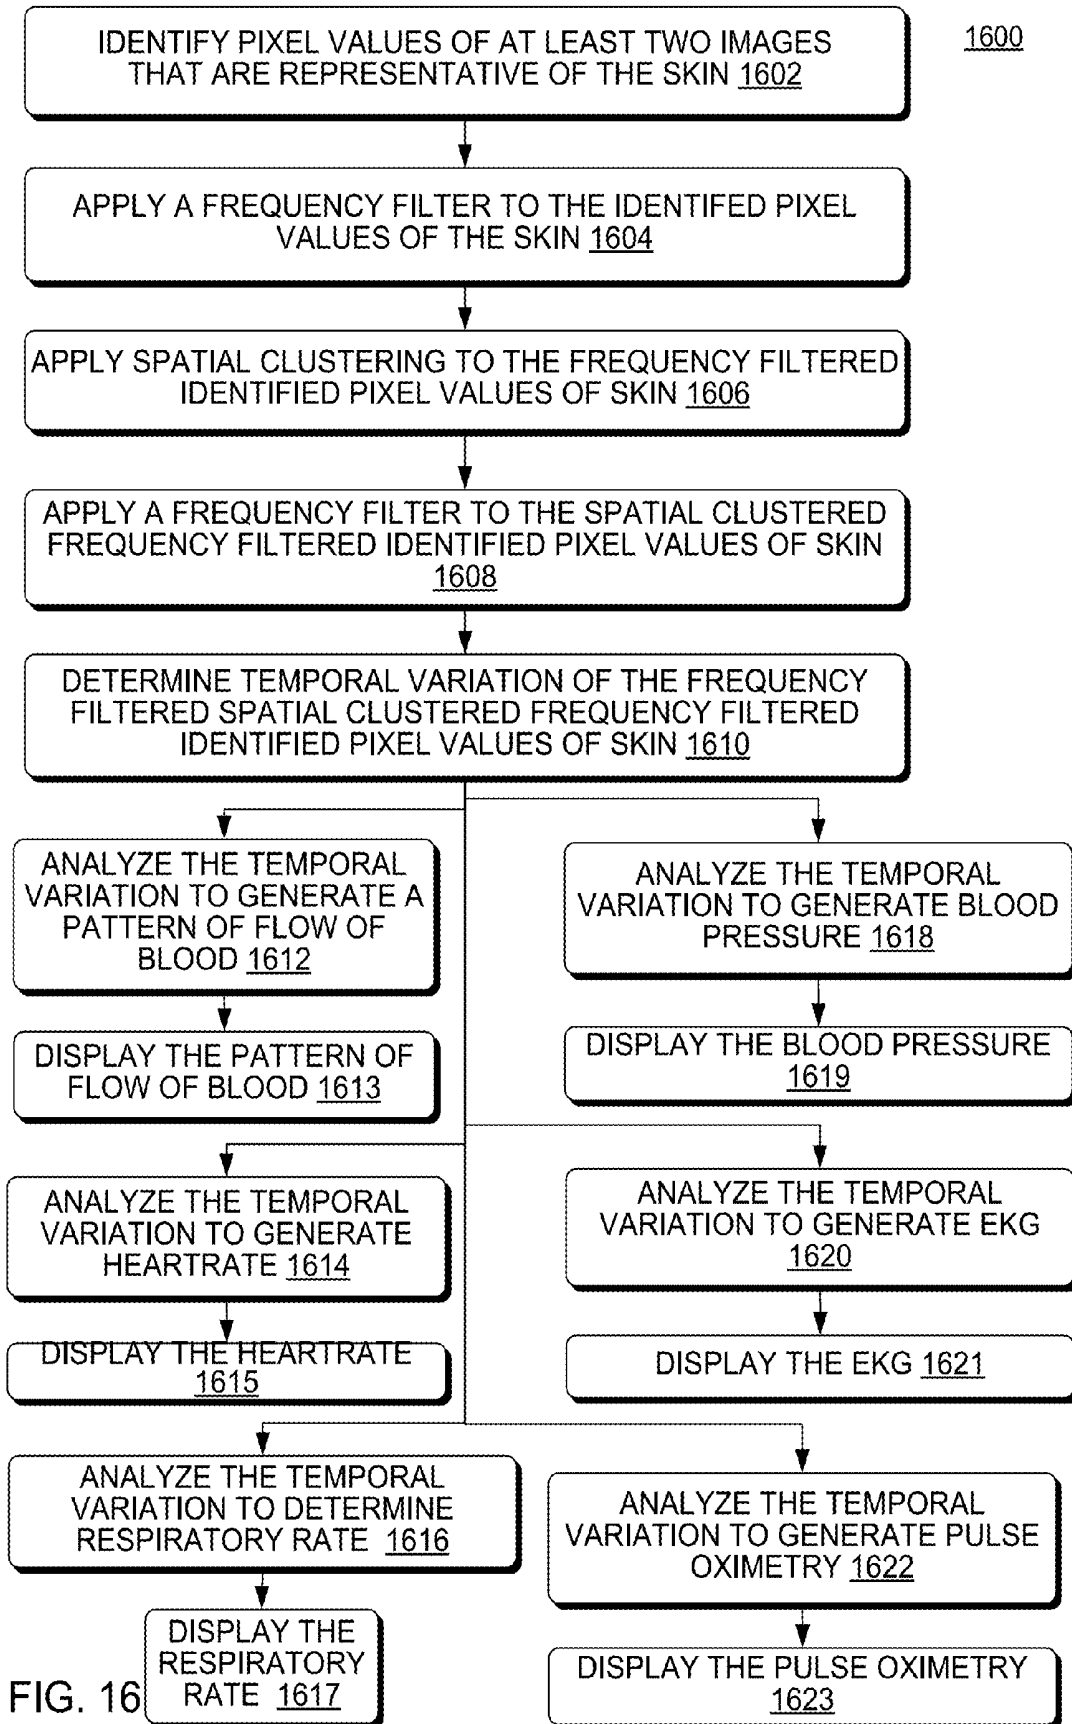 IDENTIFY PIXEL VALUES OF AT LEAST TWO IMAGES
THAT ARE REPRESENTATIVE OF THE SKIN 1602
1600
APPLY A FREQUENCY FILTER TO THE IDENTIFED PIXEL
VALUES OF THE SKIN 1604
APPLY SPATIAL CLUSTERING TO THE FREQUENCY FILTERED
IDENTIFIED PIXEL VALUES OF SKIN 1606
APPLY A FREQUENCY FILTER TO THE SPATIAL CLUSTERED
FREQUENCY FILTERED IDENTIFIED PIXEL VALUES OF SKIN
1608
DETERMINE TEMPORAL VARIATION OF THE FREQUENCY
FILTERED SPATIAL CLUSTERED FREQUENCY FILTERED
IDENTIFIED PIXEL VALUES OF SKIN 1610
ANALYZE THE TEMPORAL
VARIATION TO GENERATE A
PATTERN OF FLOW OF
BLOOD 1612
DISPLAY THE PATTERN OF
FLOW OF BLOOD 1613
ANALYZE THE TEMPORAL
VARIATION TO GENERATE BLOOD
PRESSURE 1618
DISPLAY THE BLOOD PRESSURE
1619
ANALYZE THE TEMPORAL
VARIATION TO GENERATE
HEARTRATE 1614
DISPLAY THE HEARTRATE
1615
ANALYZE THE TEMPORAL
VARIATION TO GENERATE EKG
1620
DISPLAY THE EKG 1621
ANALYZE THE TEMPORAL
VARIATION TO DETERMINE
RESPIRATORY RATE 1616
DISPLAY THE
RESPIRATORY
RATE 1617
ANALYZE THE TEMPORAL
VARIATION TO GENERATE PULSE
OXIMETRY 1622
DISPLAY THE PULSE OXIMETRY
1623
FIG. 16